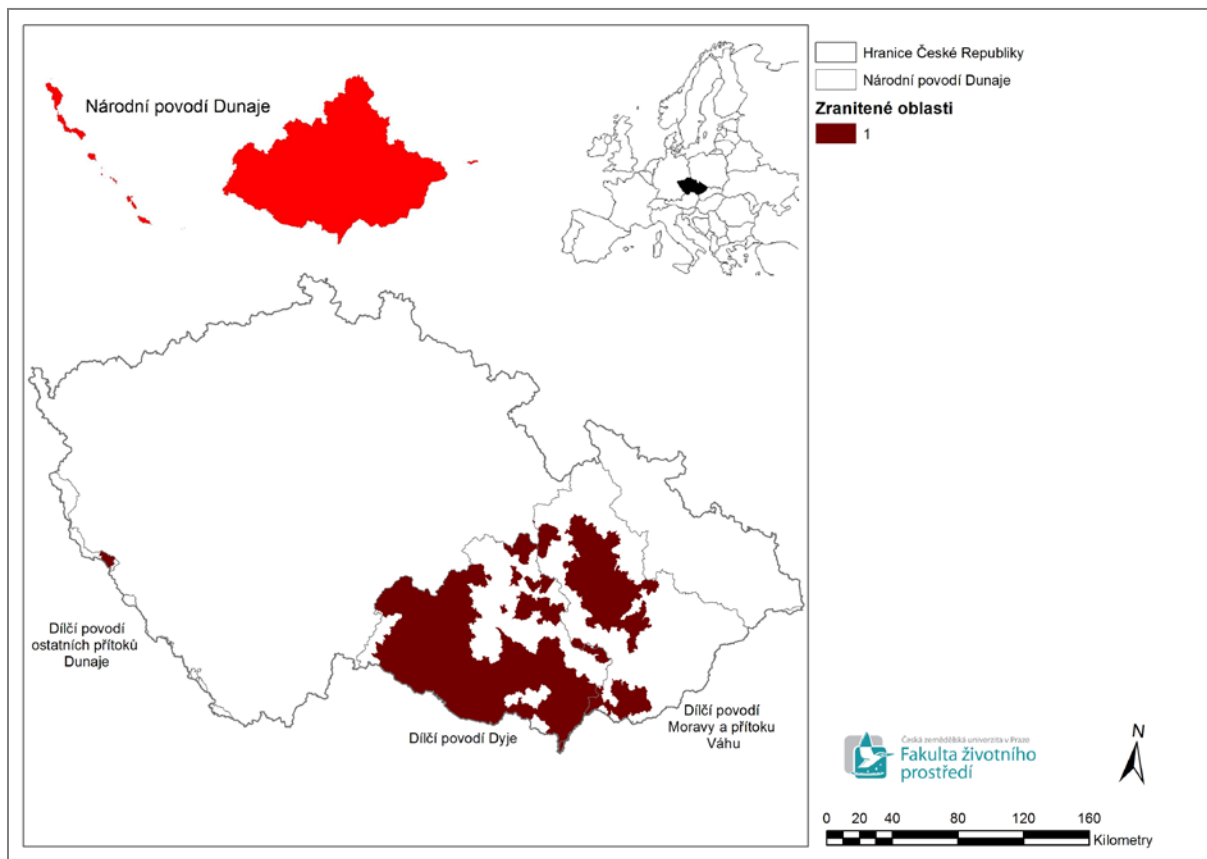 Národní povodí Dunaje
Hranice České Republiky
Národní povodí Dunaje
Zranitené oblasti
1
Dílčí povodí
ostatních přítoků
Dunaje
Dílčí povodí Dyje
Dílčí povodí
Moravy a přítoku
Váhu
Česká zemědělská univerzita v Praze
Fakulta životního
prostředí
N
0 20 40 80 120 160
Kilometry